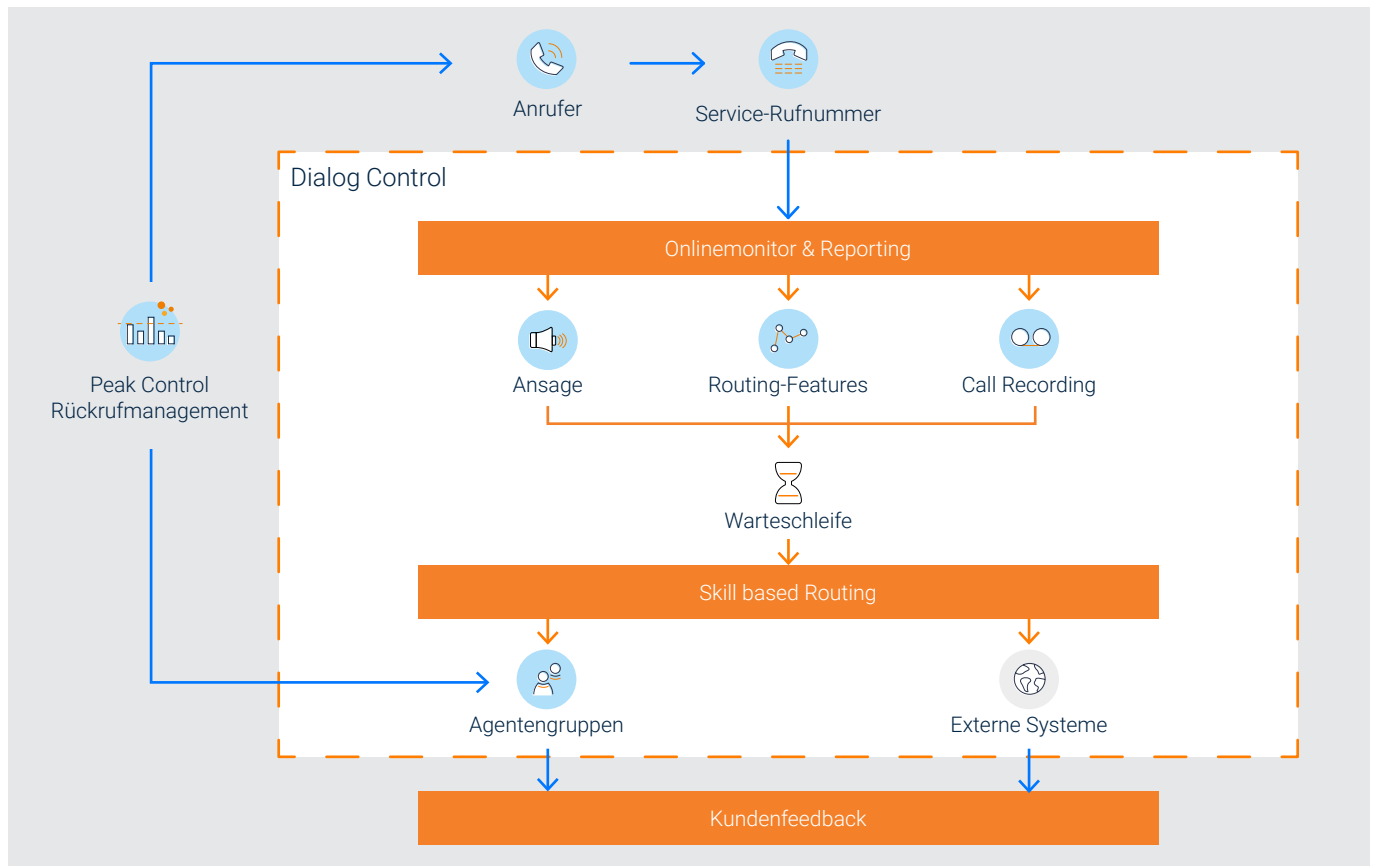 Anrufer
Service-Rufnummer
Dialog Control
Onlinemonitor & Reporting
Ansage
Routing-Features
Call Recording
Peak Control
Rückrufmanagement
Warteschleife
Skill based Routing
Agentengruppen
Externe Systeme
Kundenfeedback